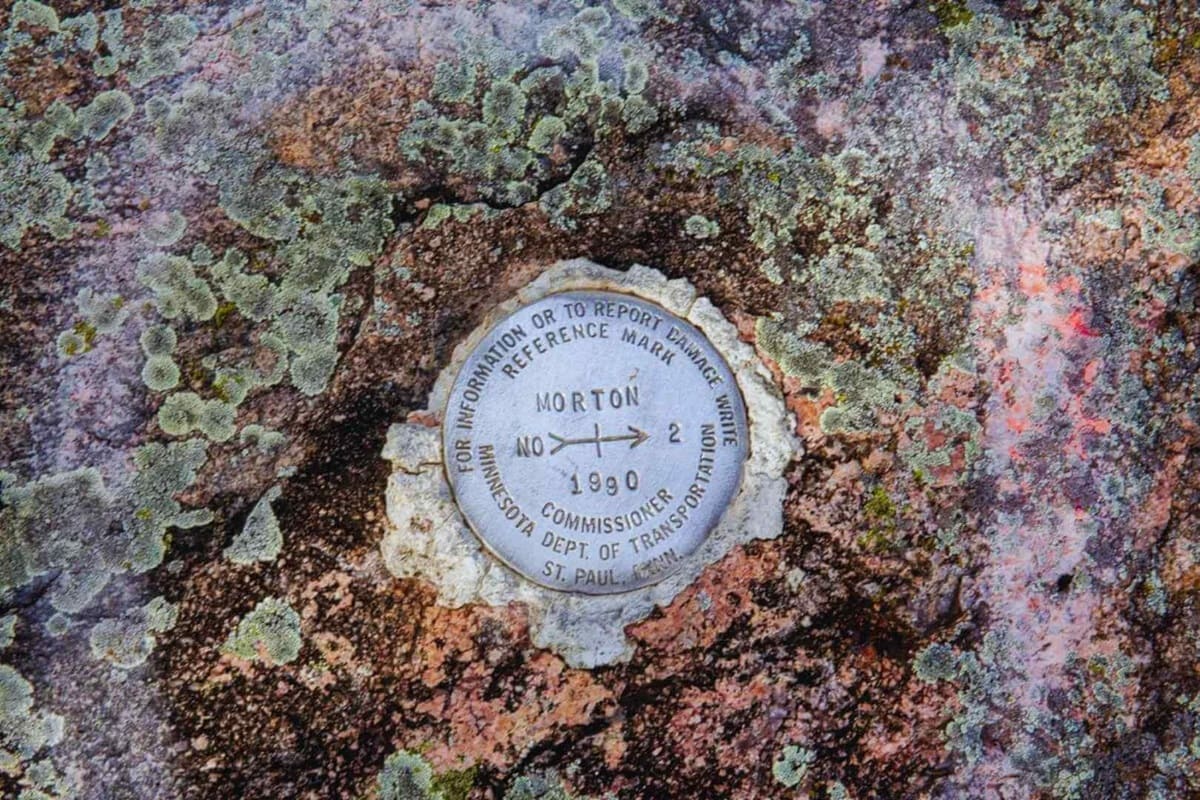 FOR INFORMATION OR TO REPORT DAMAGE WRITE
REFERENCE MARK
MORTON
NO 2
1990
COMMISSIONER
MINNESOTA DEPT. OF TRANSPORTATION
ST. PAUL, MINN.